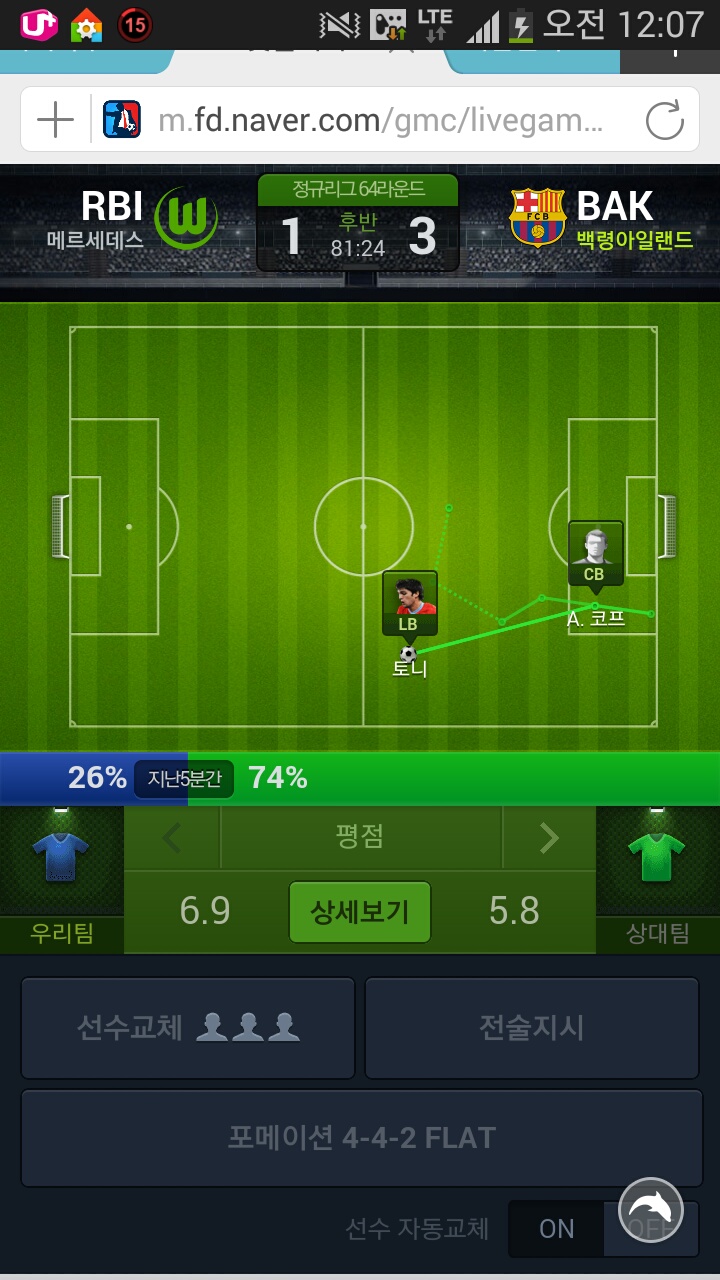 U+
15
LTE
오전 12:07
m.fd.naver.com/gmc/livegam...
RBI
메르세데스
정규리그 64라운드
1 후반 3
81:24
FCB
BAK
백령아일랜드
CB
A. 코프
LB
토니
26% 지난5분간 74%
평점
6.9 상세보기 5.8
우리팀
상대팀
선수교체
전술지시
포메이션 4-4-2 FLAT
선수 자동교체 ON OFF